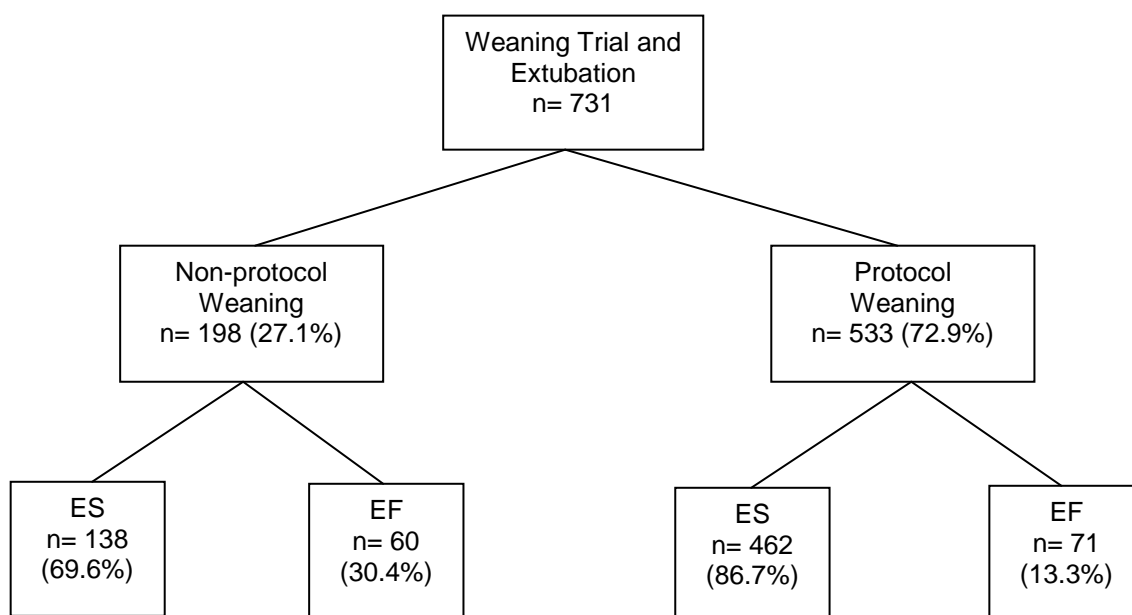 Weaning Trial and
Extubation
n= 731
Non-protocol
Weaning
n= 198 (27.1%)
Protocol
Weaning
n= 533 (72.9%)
ES
n= 138
(69.6%)
EF
n= 60
(30.4%)
ES
n= 462
(86.7%)
EF
n= 71
(13.3%)